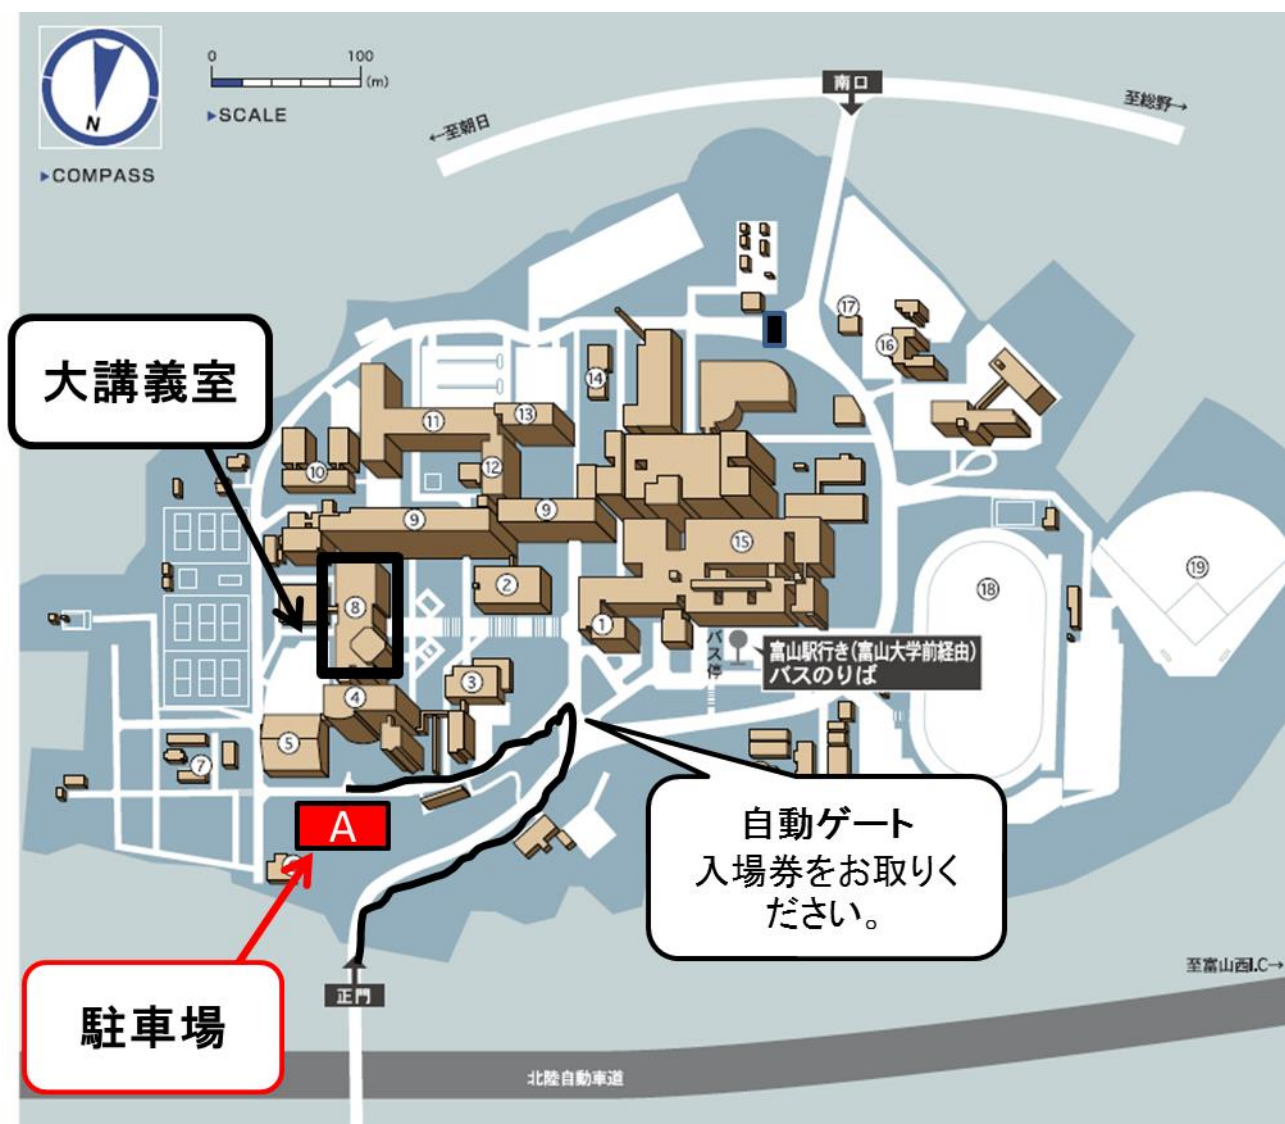 0 100
(m)
▶SCALE
N
▶COMPASS
南口
←至朝日
至総野→
大講義室
⑰
⑯
⑭
⑬
⑪
⑫
⑩
⑨
⑨
⑮
⑲
⑱
②
⑧
①
バス停
富山駅行き(富山大学前経由)
バスのりば
③
④
⑤
⑦
自動ゲート
入場券をお取りく
ださい。
A
駐車場
正門
至富山西I.C→
北陸自動車道